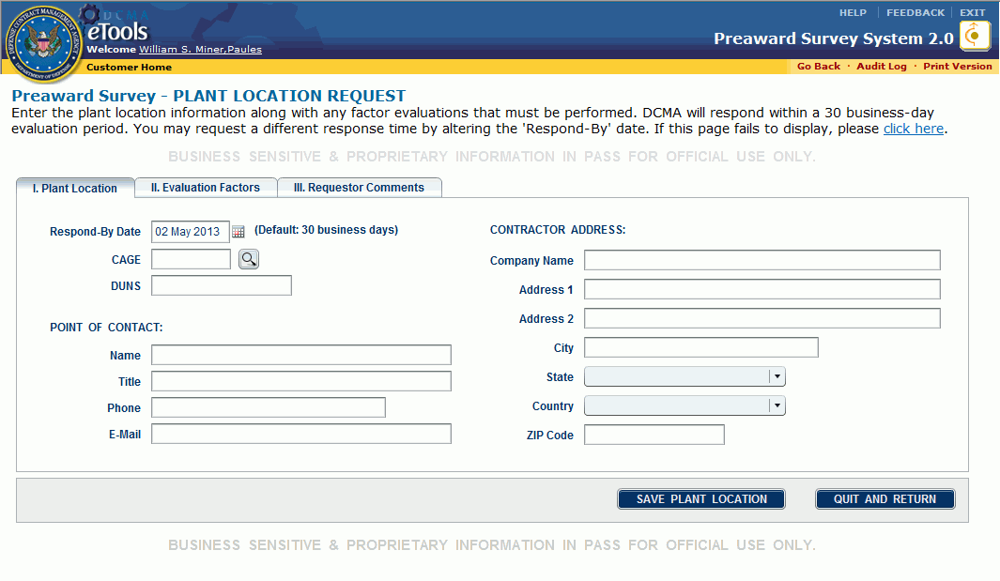 DCMA
eTools
HELP FEEDBACK EXIT
Welcome William S. Miner,Paules
Preaward Survey System 2.0
Customer Home
Go Back · Audit Log · Print Version
Preaward Survey - PLANT LOCATION REQUEST
Enter the plant location information along with any factor evaluations that must be performed. DCMA will respond within a 30 business-day
evaluation period. You may request a different response time by altering the 'Respond-By' date. If this page fails to display, please click here.
BUSINESS SENSITIVE & PROPRIETARY INFORMATION IN PASS FOR OFFICIAL USE ONLY.
I. Plant Location II. Evaluation Factors III. Requestor Comments
Respond-By Date 02 May 2013 (Default: 30 business days)
CAGE
DUNS
POINT OF CONTACT:
Name
Title
Phone
E-Mail
CONTRACTOR ADDRESS:
Company Name
Address 1
Address 2
City
State
Country
ZIP Code
SAVE PLANT LOCATION QUIT AND RETURN
BUSINESS SENSITIVE & PROPRIETARY INFORMATION IN PASS FOR OFFICIAL USE ONLY.
DEFENSE CONTRACT MANAGEMENT AGENCY
DEPARTMENT OF DEFENSE